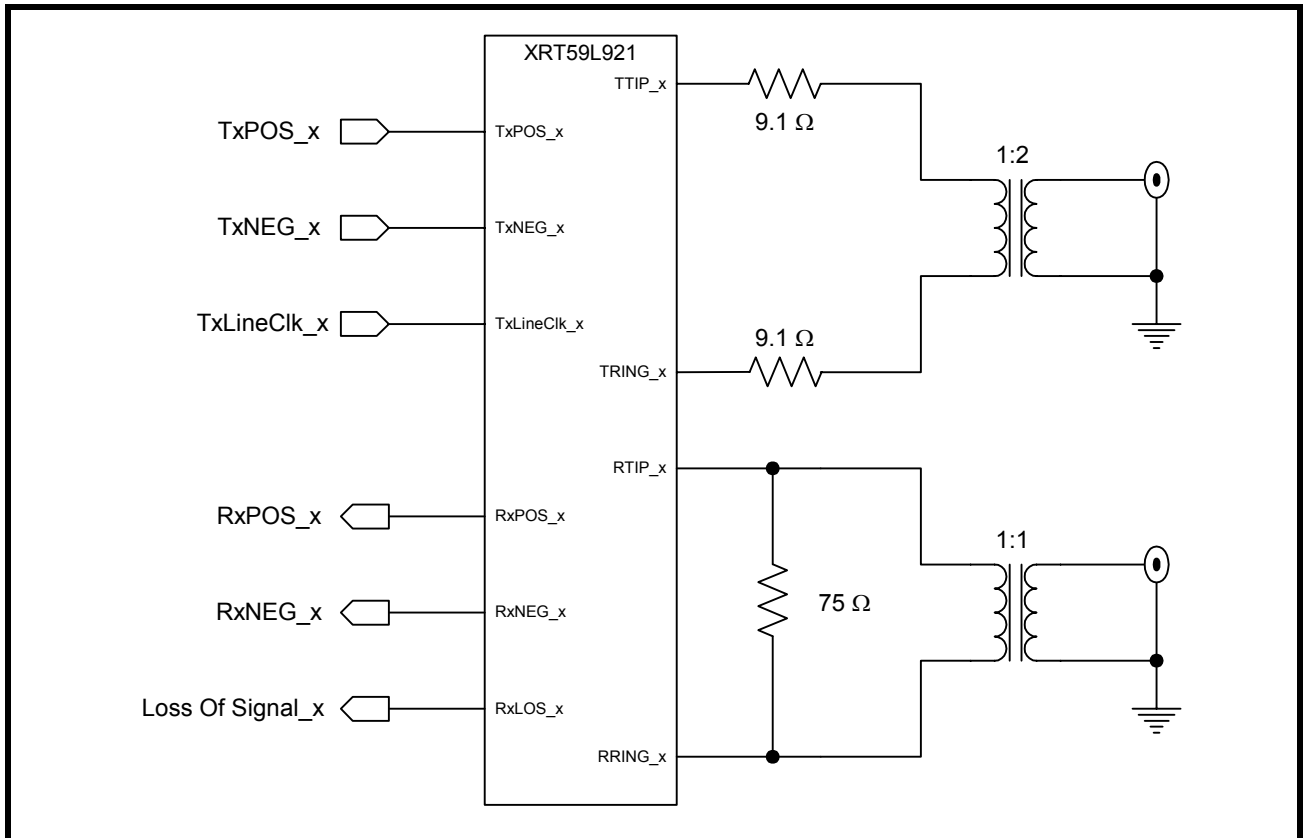 XRT59L921
TTIP_x
9.1 Ω
TxPOS_x
TxPOS_x
1:2
TxNEG_x
TxNEG_x
TxLineClk_x
TxLineClk_x
9.1 Ω
TRING_x
RTIP_x
RxPOS_x
RxPOS_x
1:1
RxNEG_x
RxNEG_x
75 Ω
Loss Of Signal_x
RxLOS_x
RRING_x